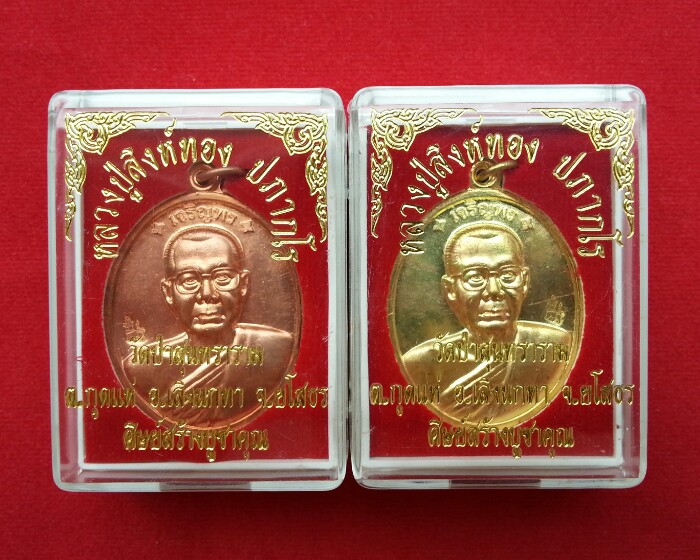 หลวงปู่สิงห์ทอง ปภากโร
เจริญพร
วัดป่าสุนทราราม
ต.กุดแห่ อ.เลิงนกทา จ.ยโสธร
ศิษย์สร้างบูชาคุณ
หลวงปู่สิงห์ทอง ปภากโร
เจริญพร
วัดป่าสุนทราราม
ต.กุดแห่ อ.เลิงนกทา จ.ยโสธร
ศิษย์สร้างบูชาคุณ